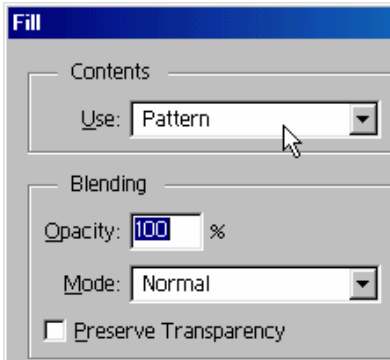 Fill
Contents
Use: Pattern
Blending
Opacity: 100 %
Mode: Normal
Preserve Transparency